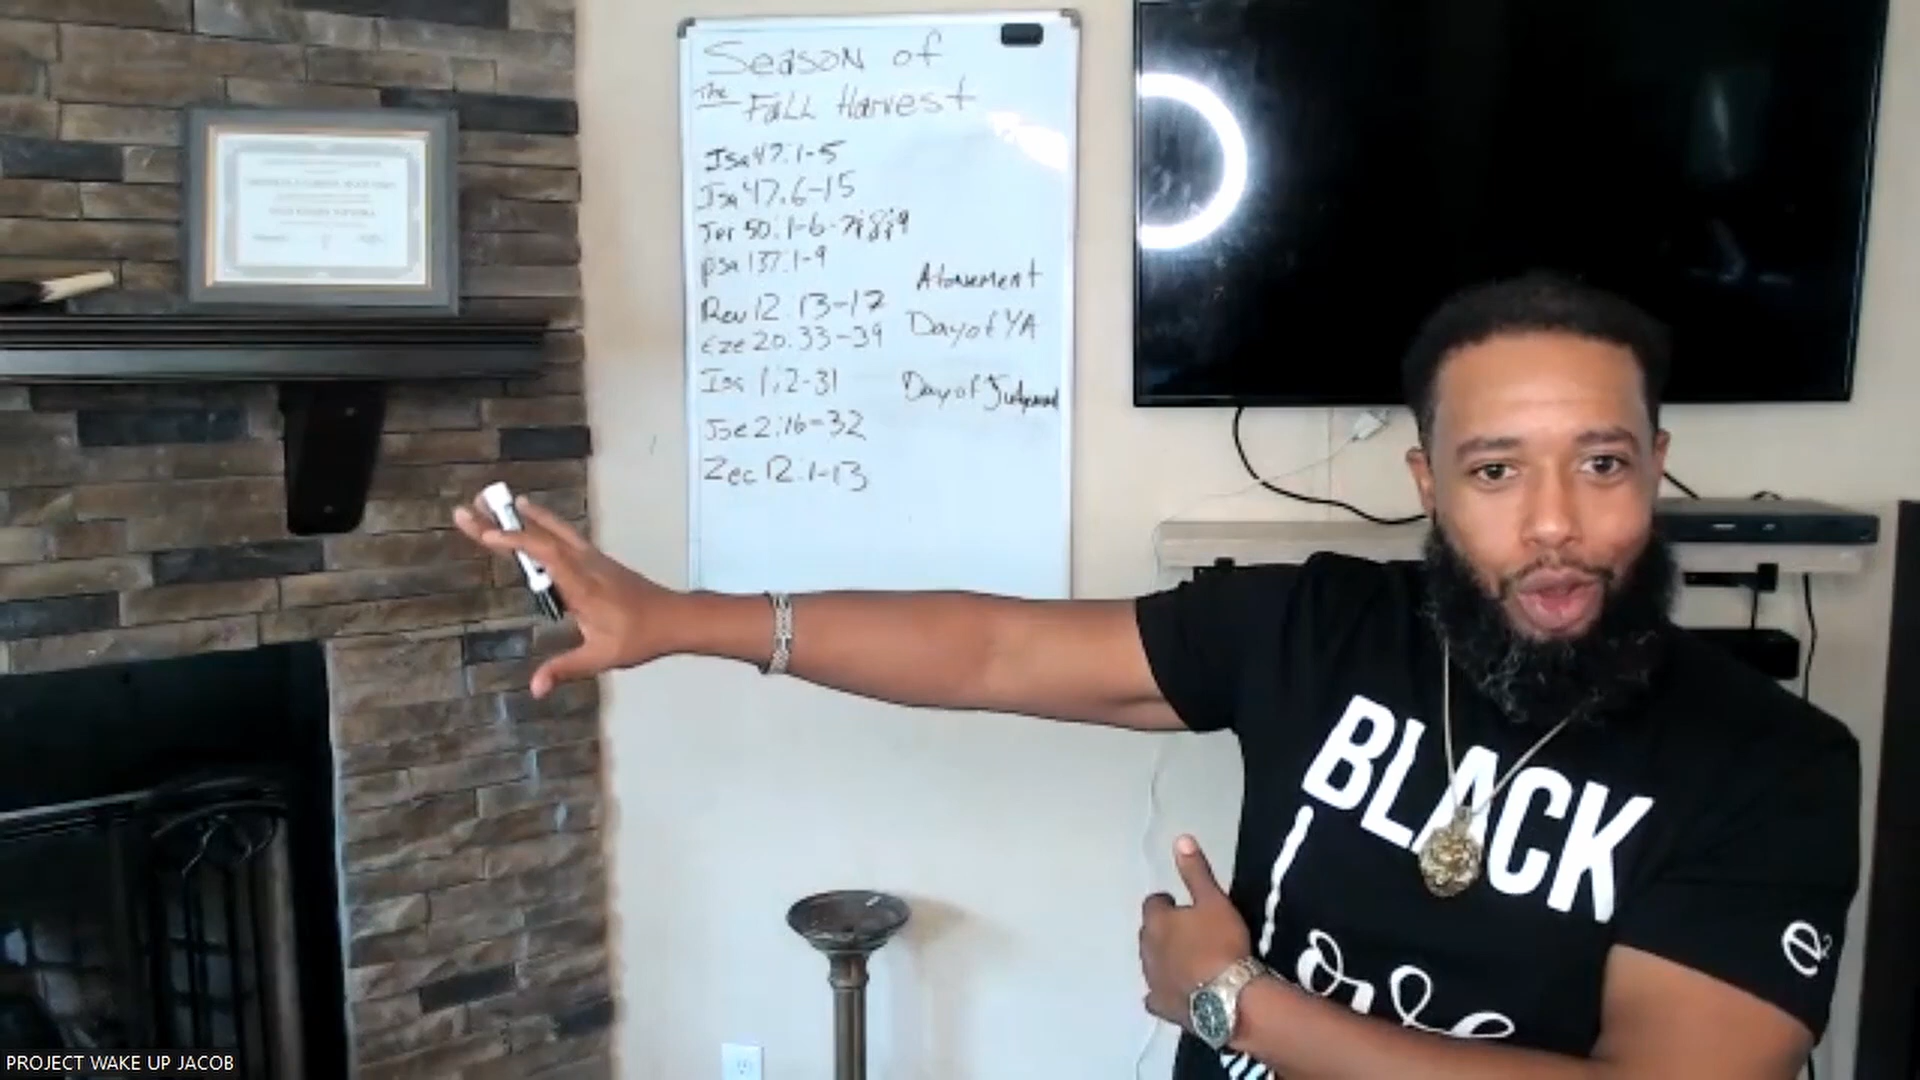 Season of
The Fall Harvest
Isa 47:1-5
Isa 47.6-15
Jer 50:1-6-7;8;9
psa 137:1-9
Rev 12:13-17
Eze 20:33-39
Isa 1:2-31
Joe 2:16-32
Zec 12:1-13
Atonement
Day of YA
Day of Judgment
BLACK
Love
e
PROJECT WAKE UP JACOB